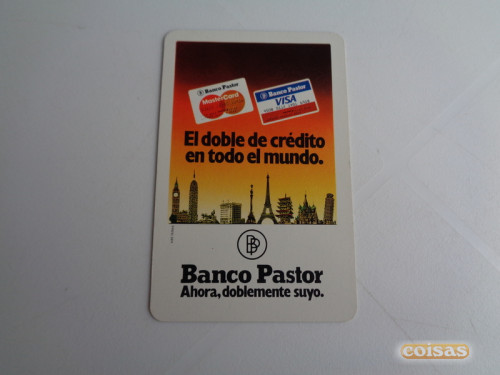 Banco Pastor
MasterCard
Banco Pastor
VISA
El doble de crédito
en todo el mundo.
BP
Banco Pastor
Ahora, doblemente suyo.
coisas